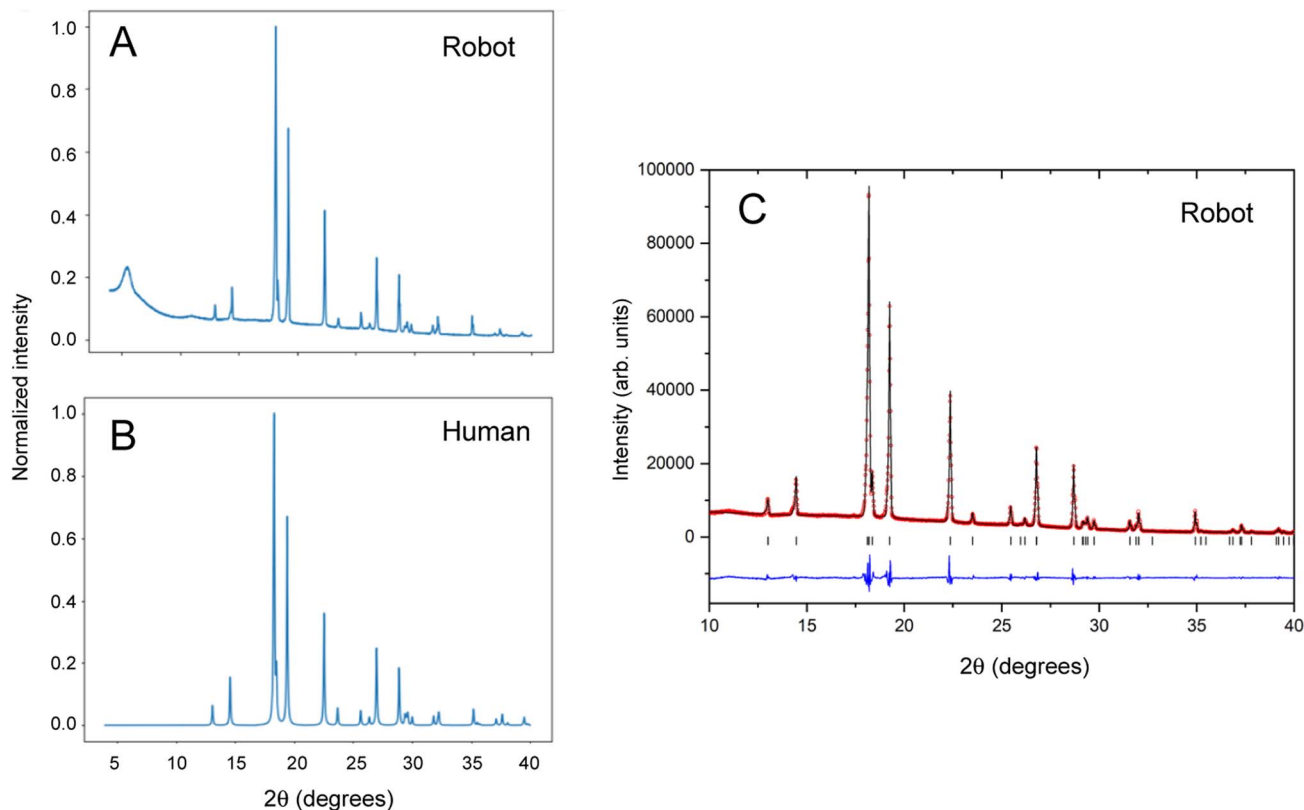 A
Robot
1.0
0.8
0.6
0.4
0.2
0.0
B
Human
1.0
0.8
0.6
0.4
0.2
0.0
5 10 15 20 25 30 35 40
2θ (degrees)
Normalized intensity
C
Robot
100000
80000
60000
40000
20000
0
10 15 20 25 30 35 40
Intensity (arb. units)
2θ (degrees)